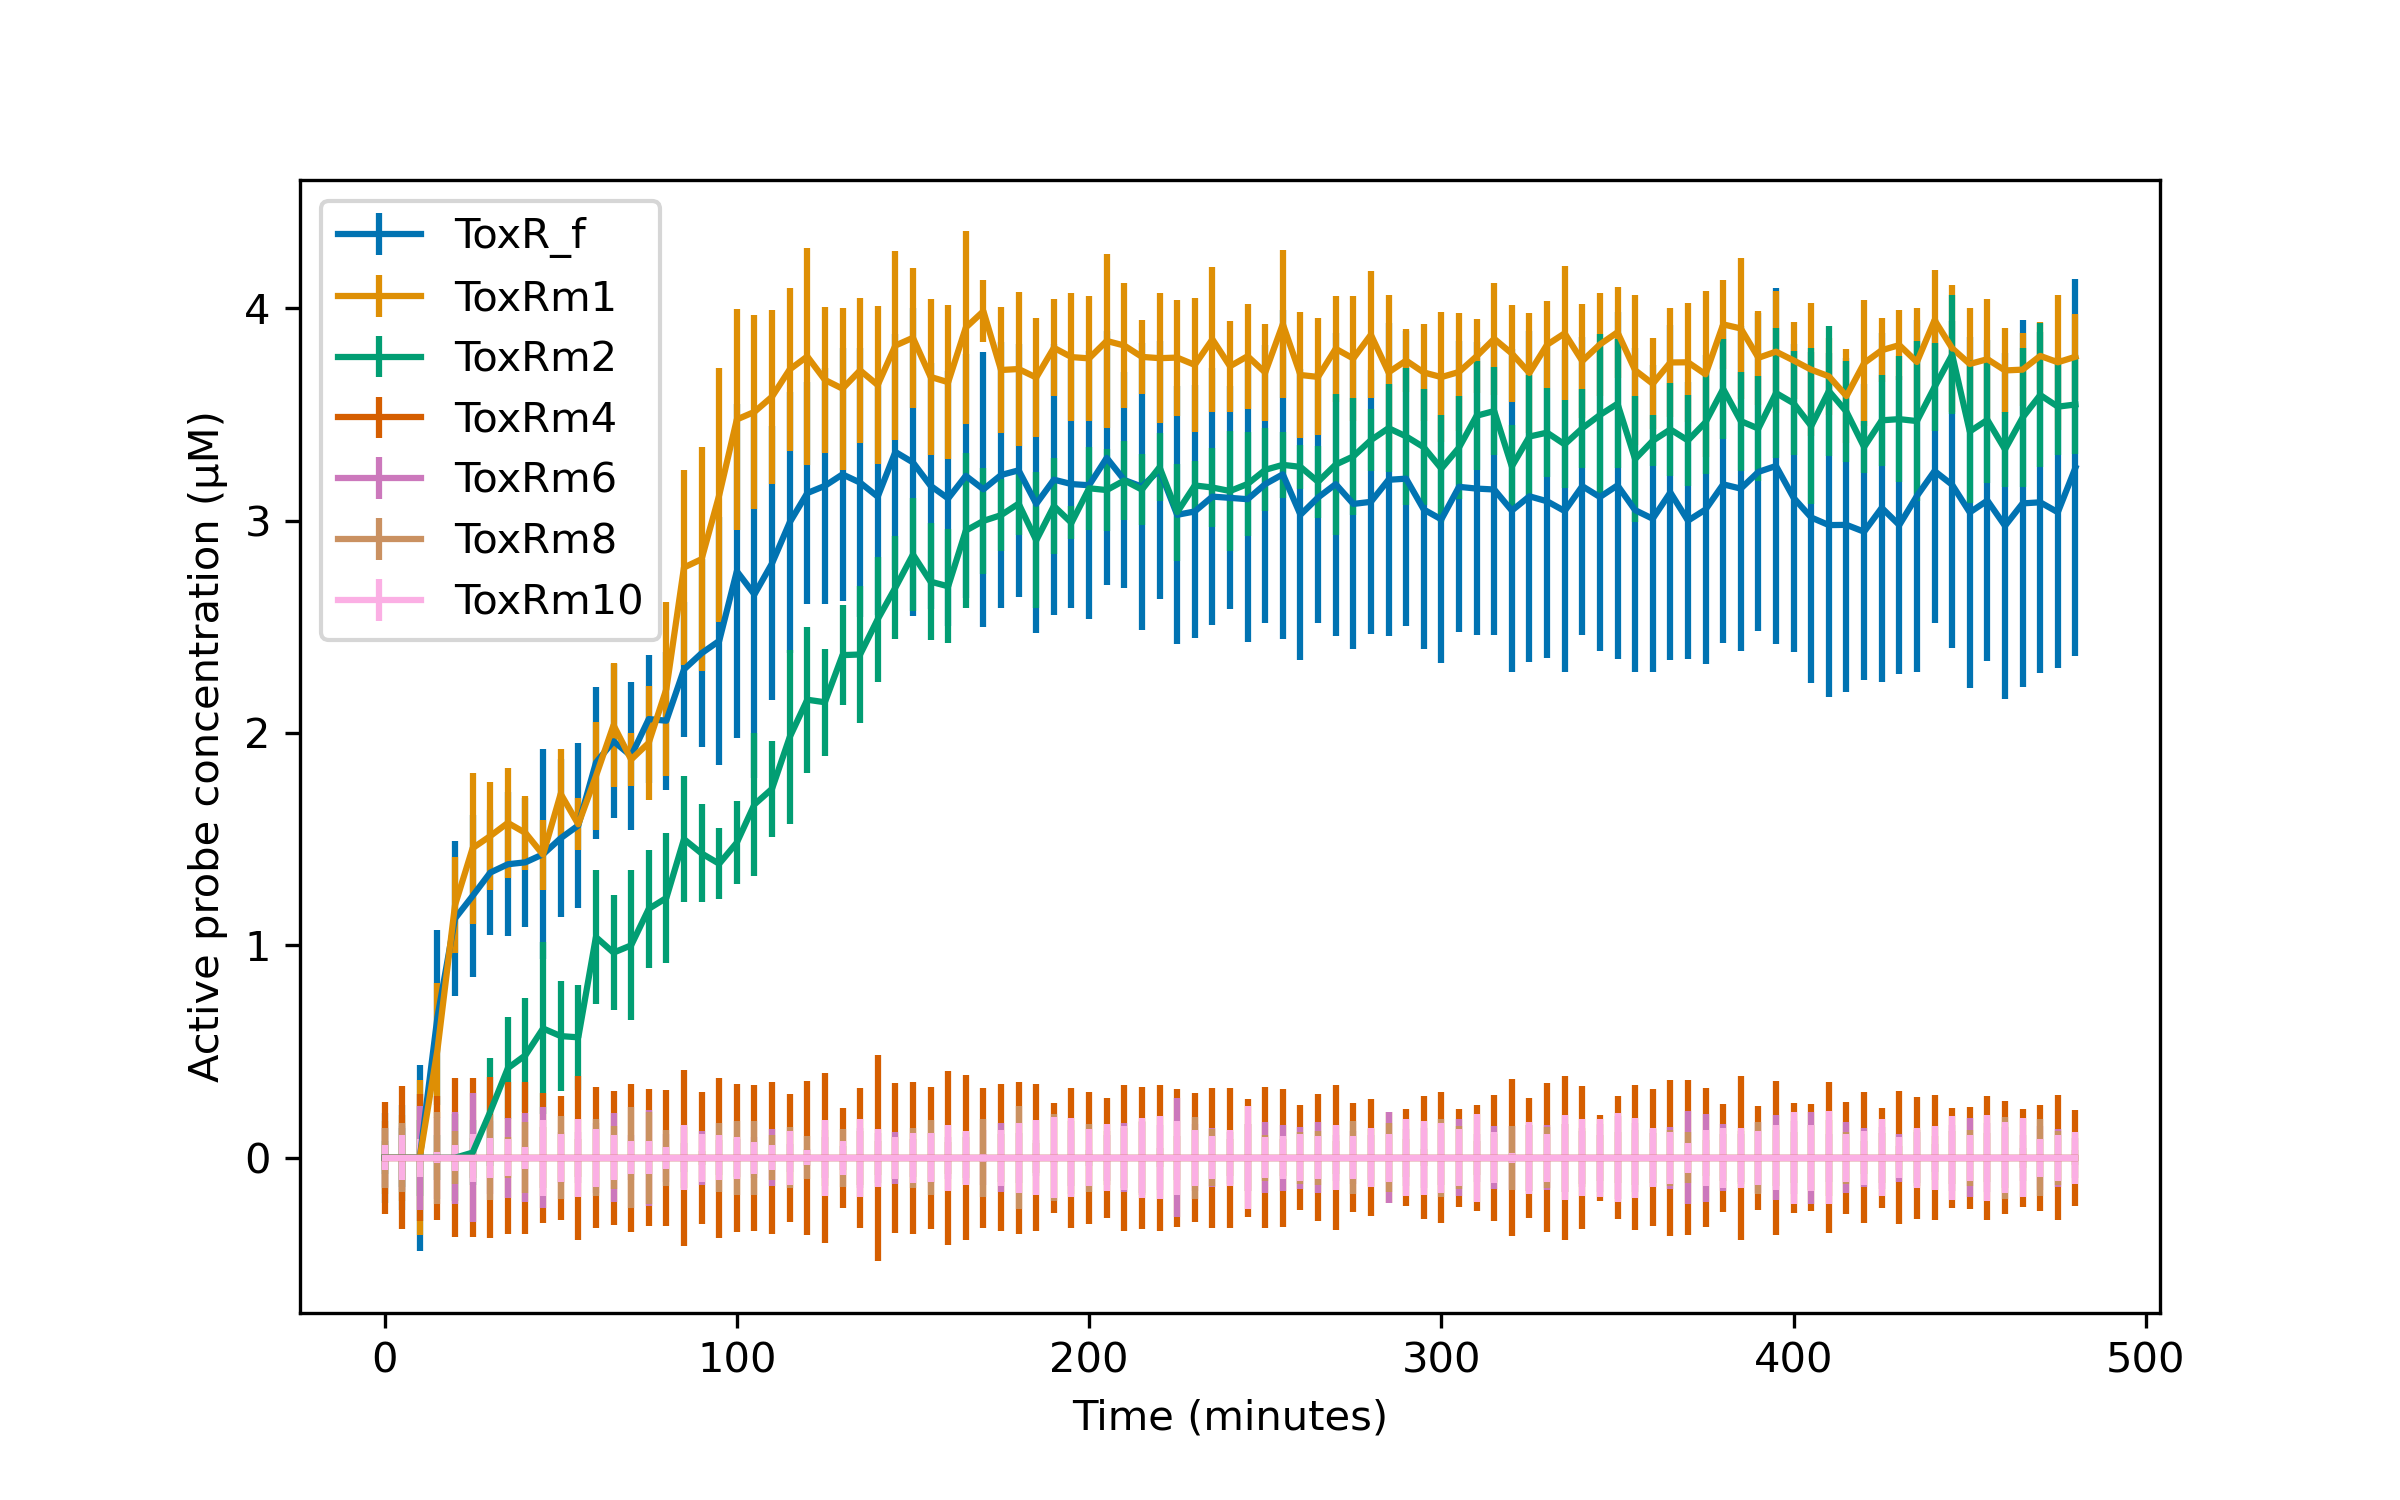 ToxR_f
ToxRm1
ToxRm2
ToxRm4
ToxRm6
ToxRm8
ToxRm10
Active probe concentration (μM)
4
3
2
1
0
0 100 200 300 400 500
Time (minutes)